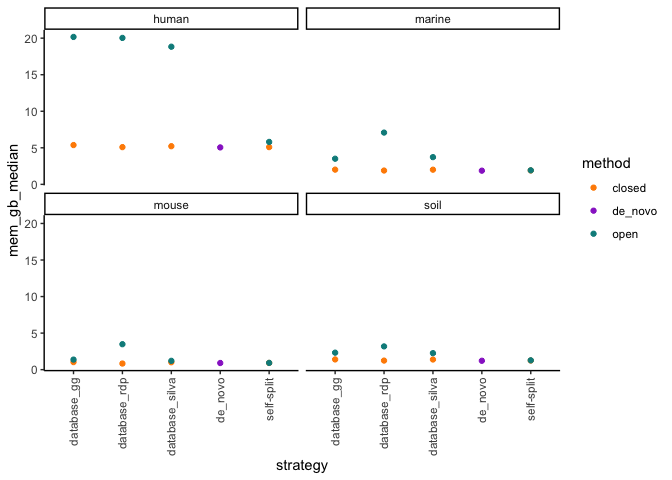 human
marine
20
15
10
5
0
mouse
soil
20
15
10
5
0
mem_gb_median
database_gg
database_rdp
database_silva
de_novo
self-split
database_gg
database_rdp
database_silva
de_novo
self-split
strategy
method
closed
de_novo
open